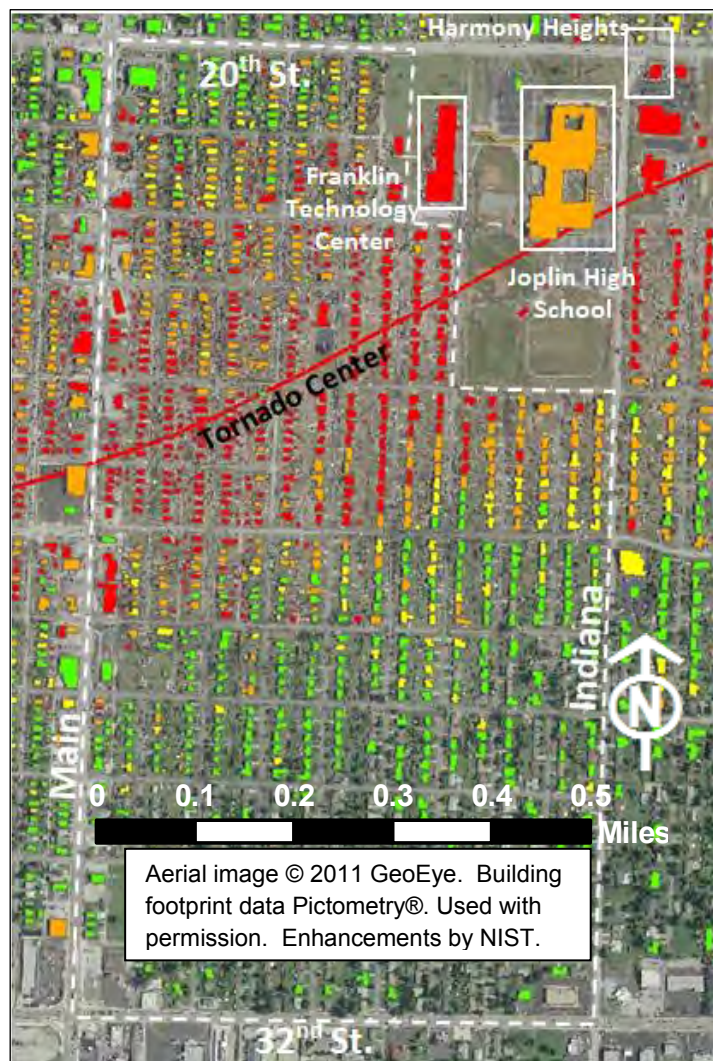 Harmony Heights
20th St.
Franklin
Technology
Center
Joplin High
School
Tornado Center
Indiana
Main
N
0 0.1 0.2 0.3 0.4 0.5
Miles
Aerial image © 2011 GeoEye. Building
footprint data Pictometry®. Used with
permission. Enhancements by NIST.
32nd St.